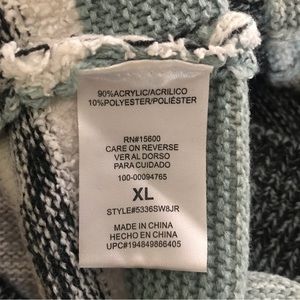 90%ACRYLIC/ACRILICO
10%POLYESTER/POLIÉSTER
RN#15600
CARE ON REVERSE
VER AL DORSO
PARA CUIDADO
100-00094765
XL
STYLE#5336SW8JR
MADE IN CHINA
HECHO EN CHINA
UPC#194849866405